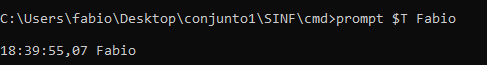 C:\Users\fabio\Desktop\conjunto1\SINF\cmd>prompt $T Fabio
18:39:55,07 Fabio